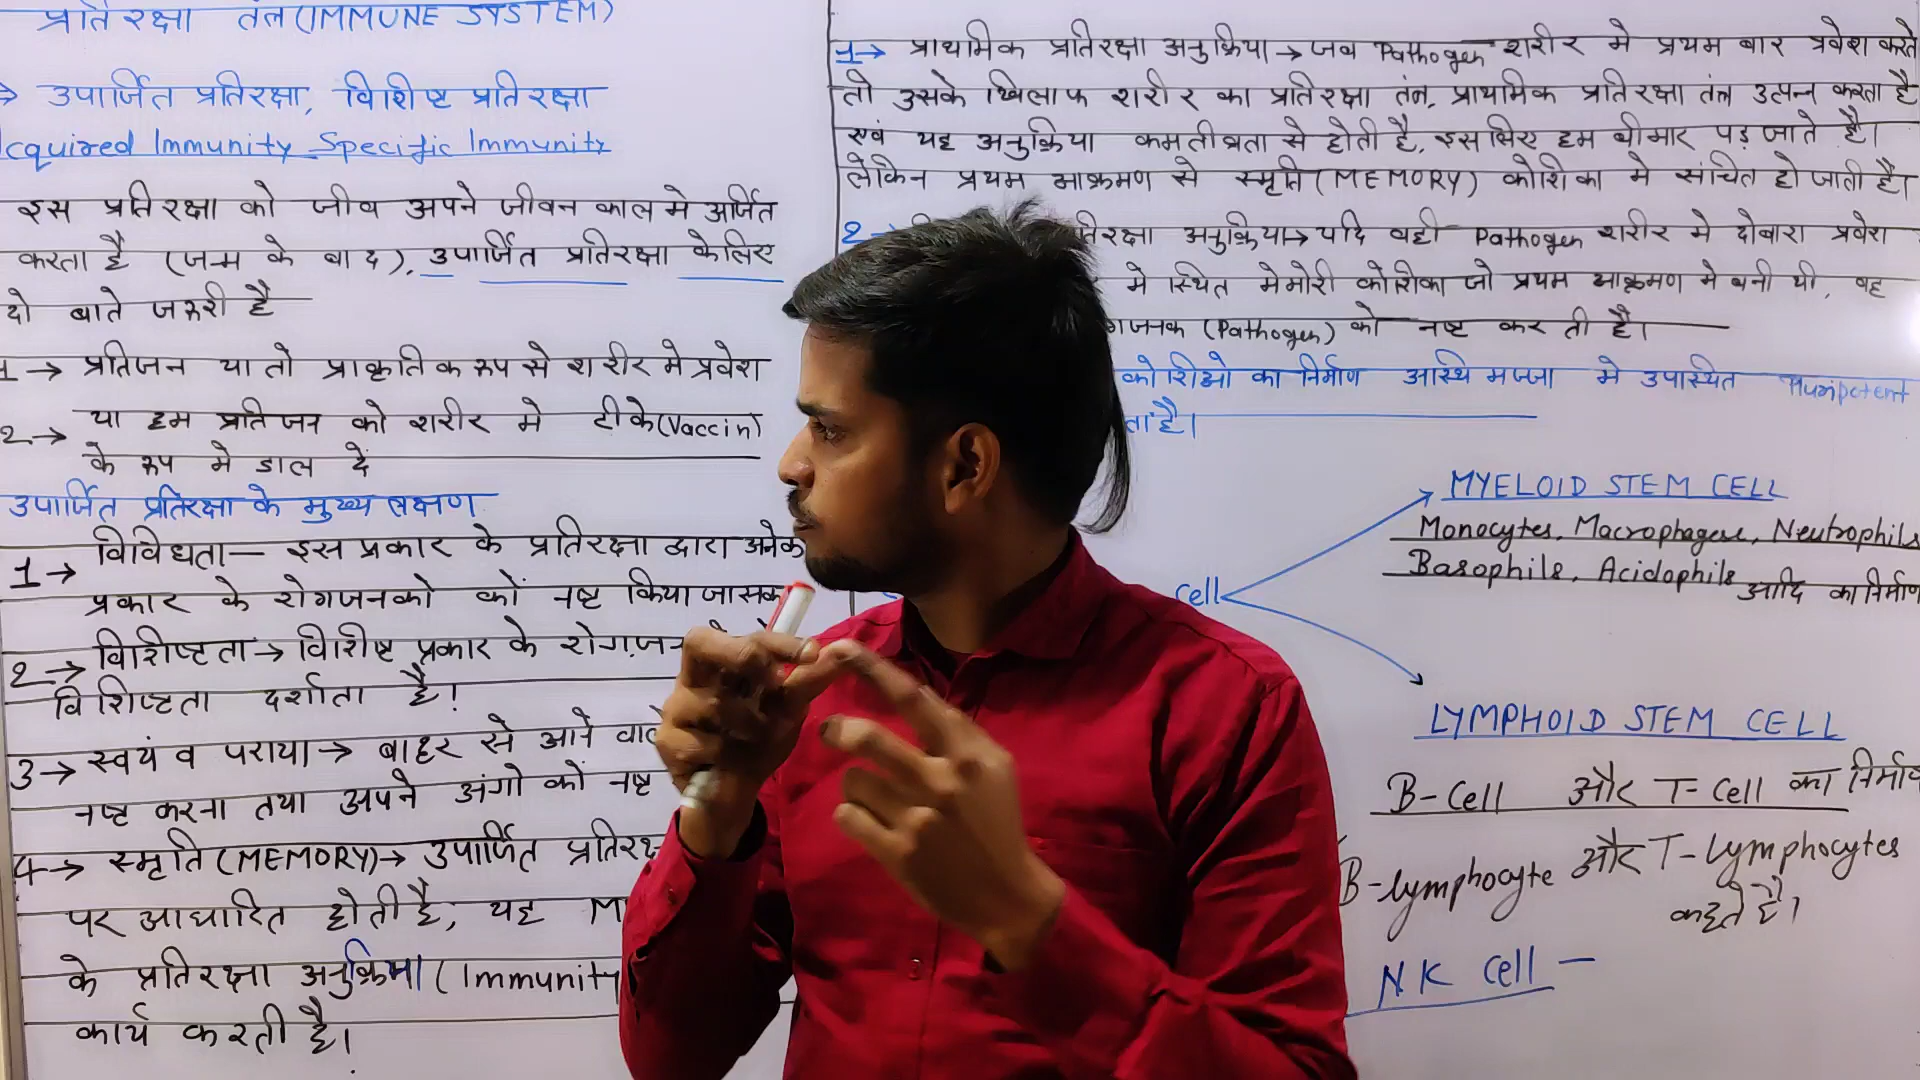 प्रतिरक्षा तंत्र (IMMUNE SYSTEM)
→ उपार्जित प्रतिरक्षा, विशिष्ट प्रतिरक्षा
cquired Immunity Specific Immunity
इस प्रतिरक्षा को जीव अपने जीवन काल मे अर्जित
करता है (जन्म के बाद), उपार्जित प्रतिरक्षा के लिए
दो बाते जरुरी है
1 → प्रतिजन या तो प्राकृतिक रूप से शरीर मे प्रवेश
2 → या हम प्रतिजन को शरीर मे टीके (Vaccin)
के रूप मे डाल दें
उपार्जित प्रतिरक्षा के मुख्य लक्षण
1 → विविधता — इस प्रकार के प्रतिरक्षा द्वारा अनेक
प्रकार के रोगजनको कों नष्ट किया जा सक
2 → विशिष्टता → विशिष्ट प्रकार के रोगजन
विशिष्टता दर्शाता है!
3 → स्वयं व पराया → बाहर से आने वाले
नष्ट करना तथा अपने अंगो कों नष्ट
4 → स्मृति (MEMORY) → उपार्जित प्रतिरक्ष
पर आधारित होती है, यह M
के प्रतिरक्षा अनुक्रिया (Immunity
कार्य करती है।
1 → प्राथमिक प्रतिरक्षा अनुक्रिया → जब Pathogen शरीर मे प्रथम बार प्रवेश करते
तो उसके खिलाफ शरीर का प्रतिरक्षा तंत्र, प्राथमिक प्रतिरक्षा तंत्र उत्पन्न करता है
एवं यह अनुक्रिया कम तीव्रता से होती है, इसलिए हम बीमार पड़ जाते है।
लेकिन प्रथम आक्रमण से स्मृति (MEMORY) कोशिका मे संचित हो जाती है।
2 → तिरक्षा अनुक्रिया → यदि वही Pathogen शरीर मे दोबारा प्रवेश
मे स्थित मेमोरी कोशिका जो प्रथम आक्रमण मे बनी थी, वह
गजनक (Pathogen) को नष्ट कर ती है।
कोशिओ का निर्माण अस्थि मज्जा मे उपास्थित Pluripotent
ता है।
Cell
MYELOID STEM CELL
Monocytes, Macrophagese, Neutrophils
Basophils, Acidophils आदि का निर्माण
LYMPHOID STEM CELL
B-Cell और T-Cell का निर्माण
B-lymphocyte और T-Lymphocytes
कहते है।
NK Cell —